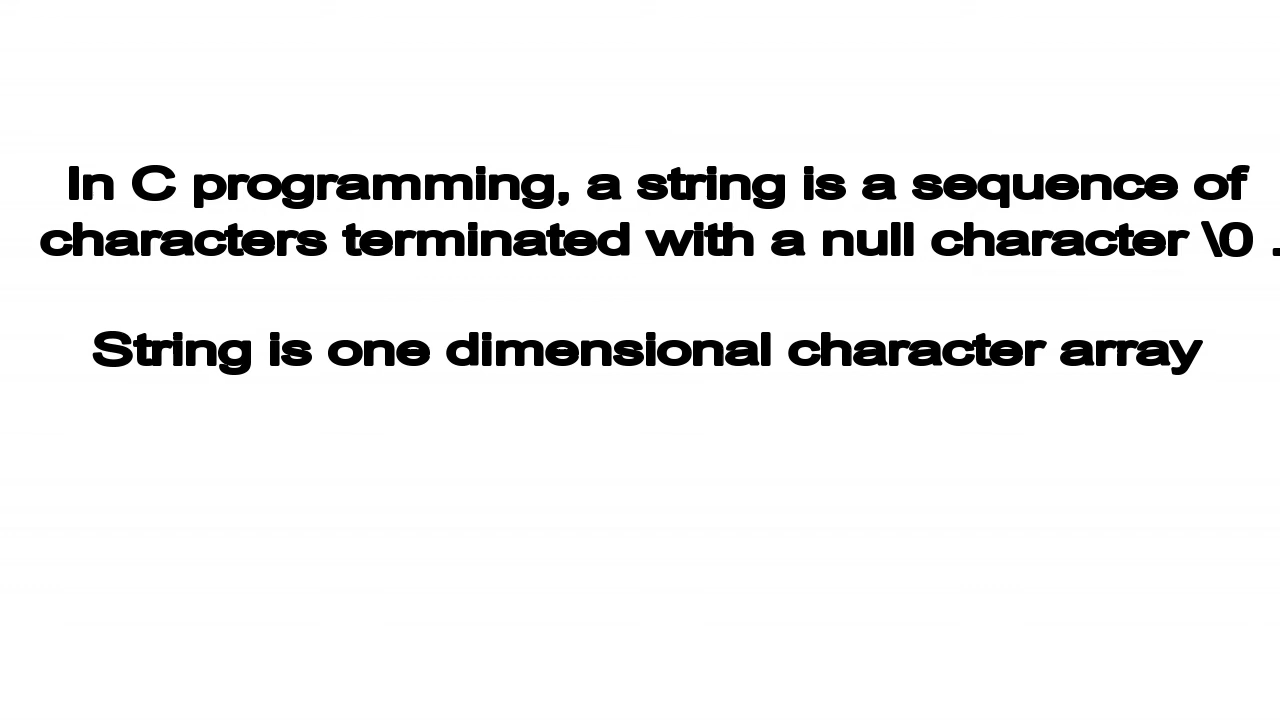 In C programming, a string is a sequence of
characters terminated with a null character \0 .
String is one dimensional character array